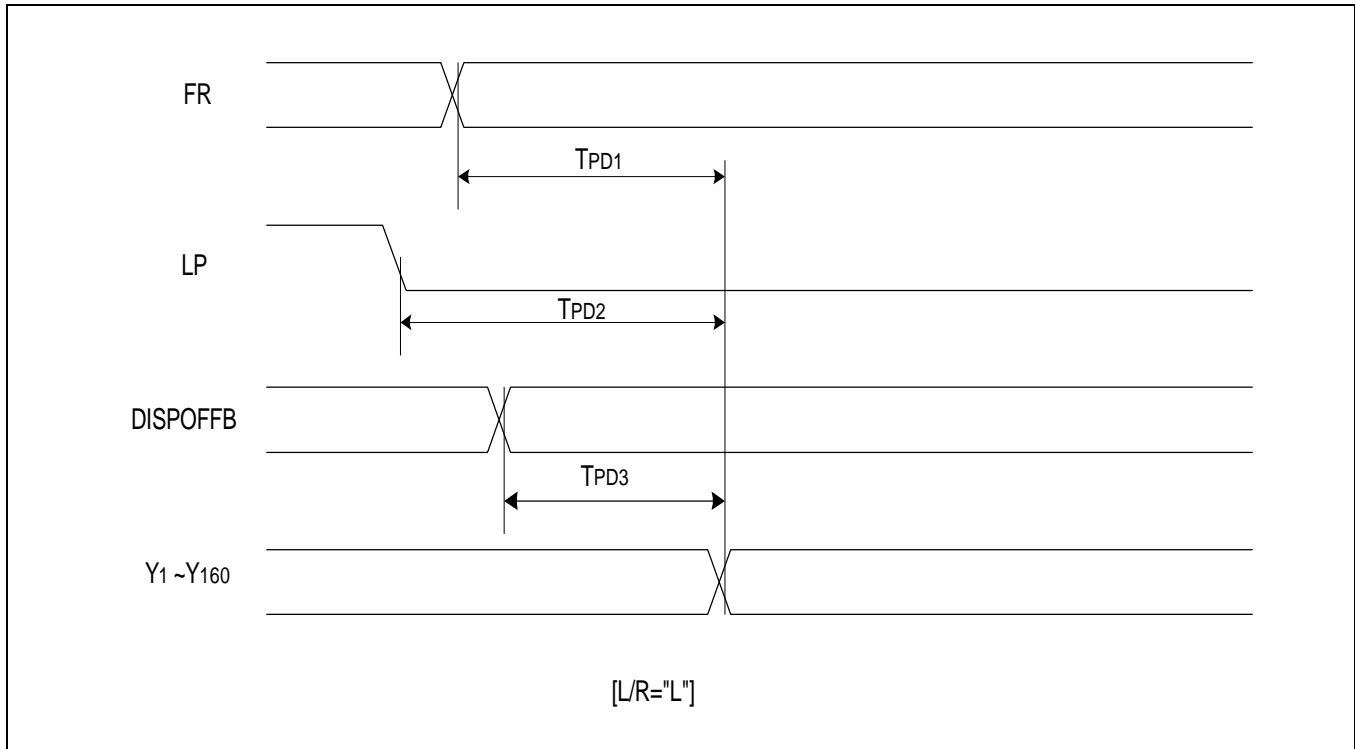 FR
TPD1
LP
TPD2
DISPOFFB
TPD3
Y1 ~Y160
[L/R="L"]